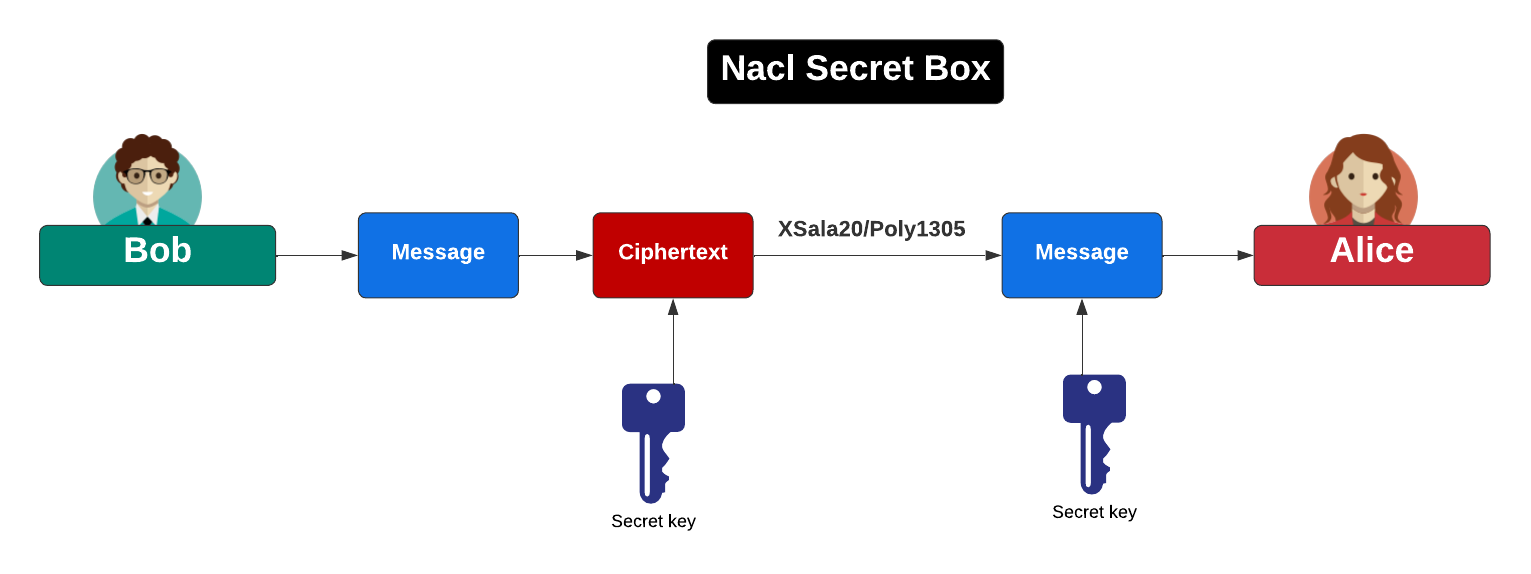 Nacl Secret Box
Bob
Message
Ciphertext
XSala20/Poly1305
Message
Alice
Secret key
Secret key